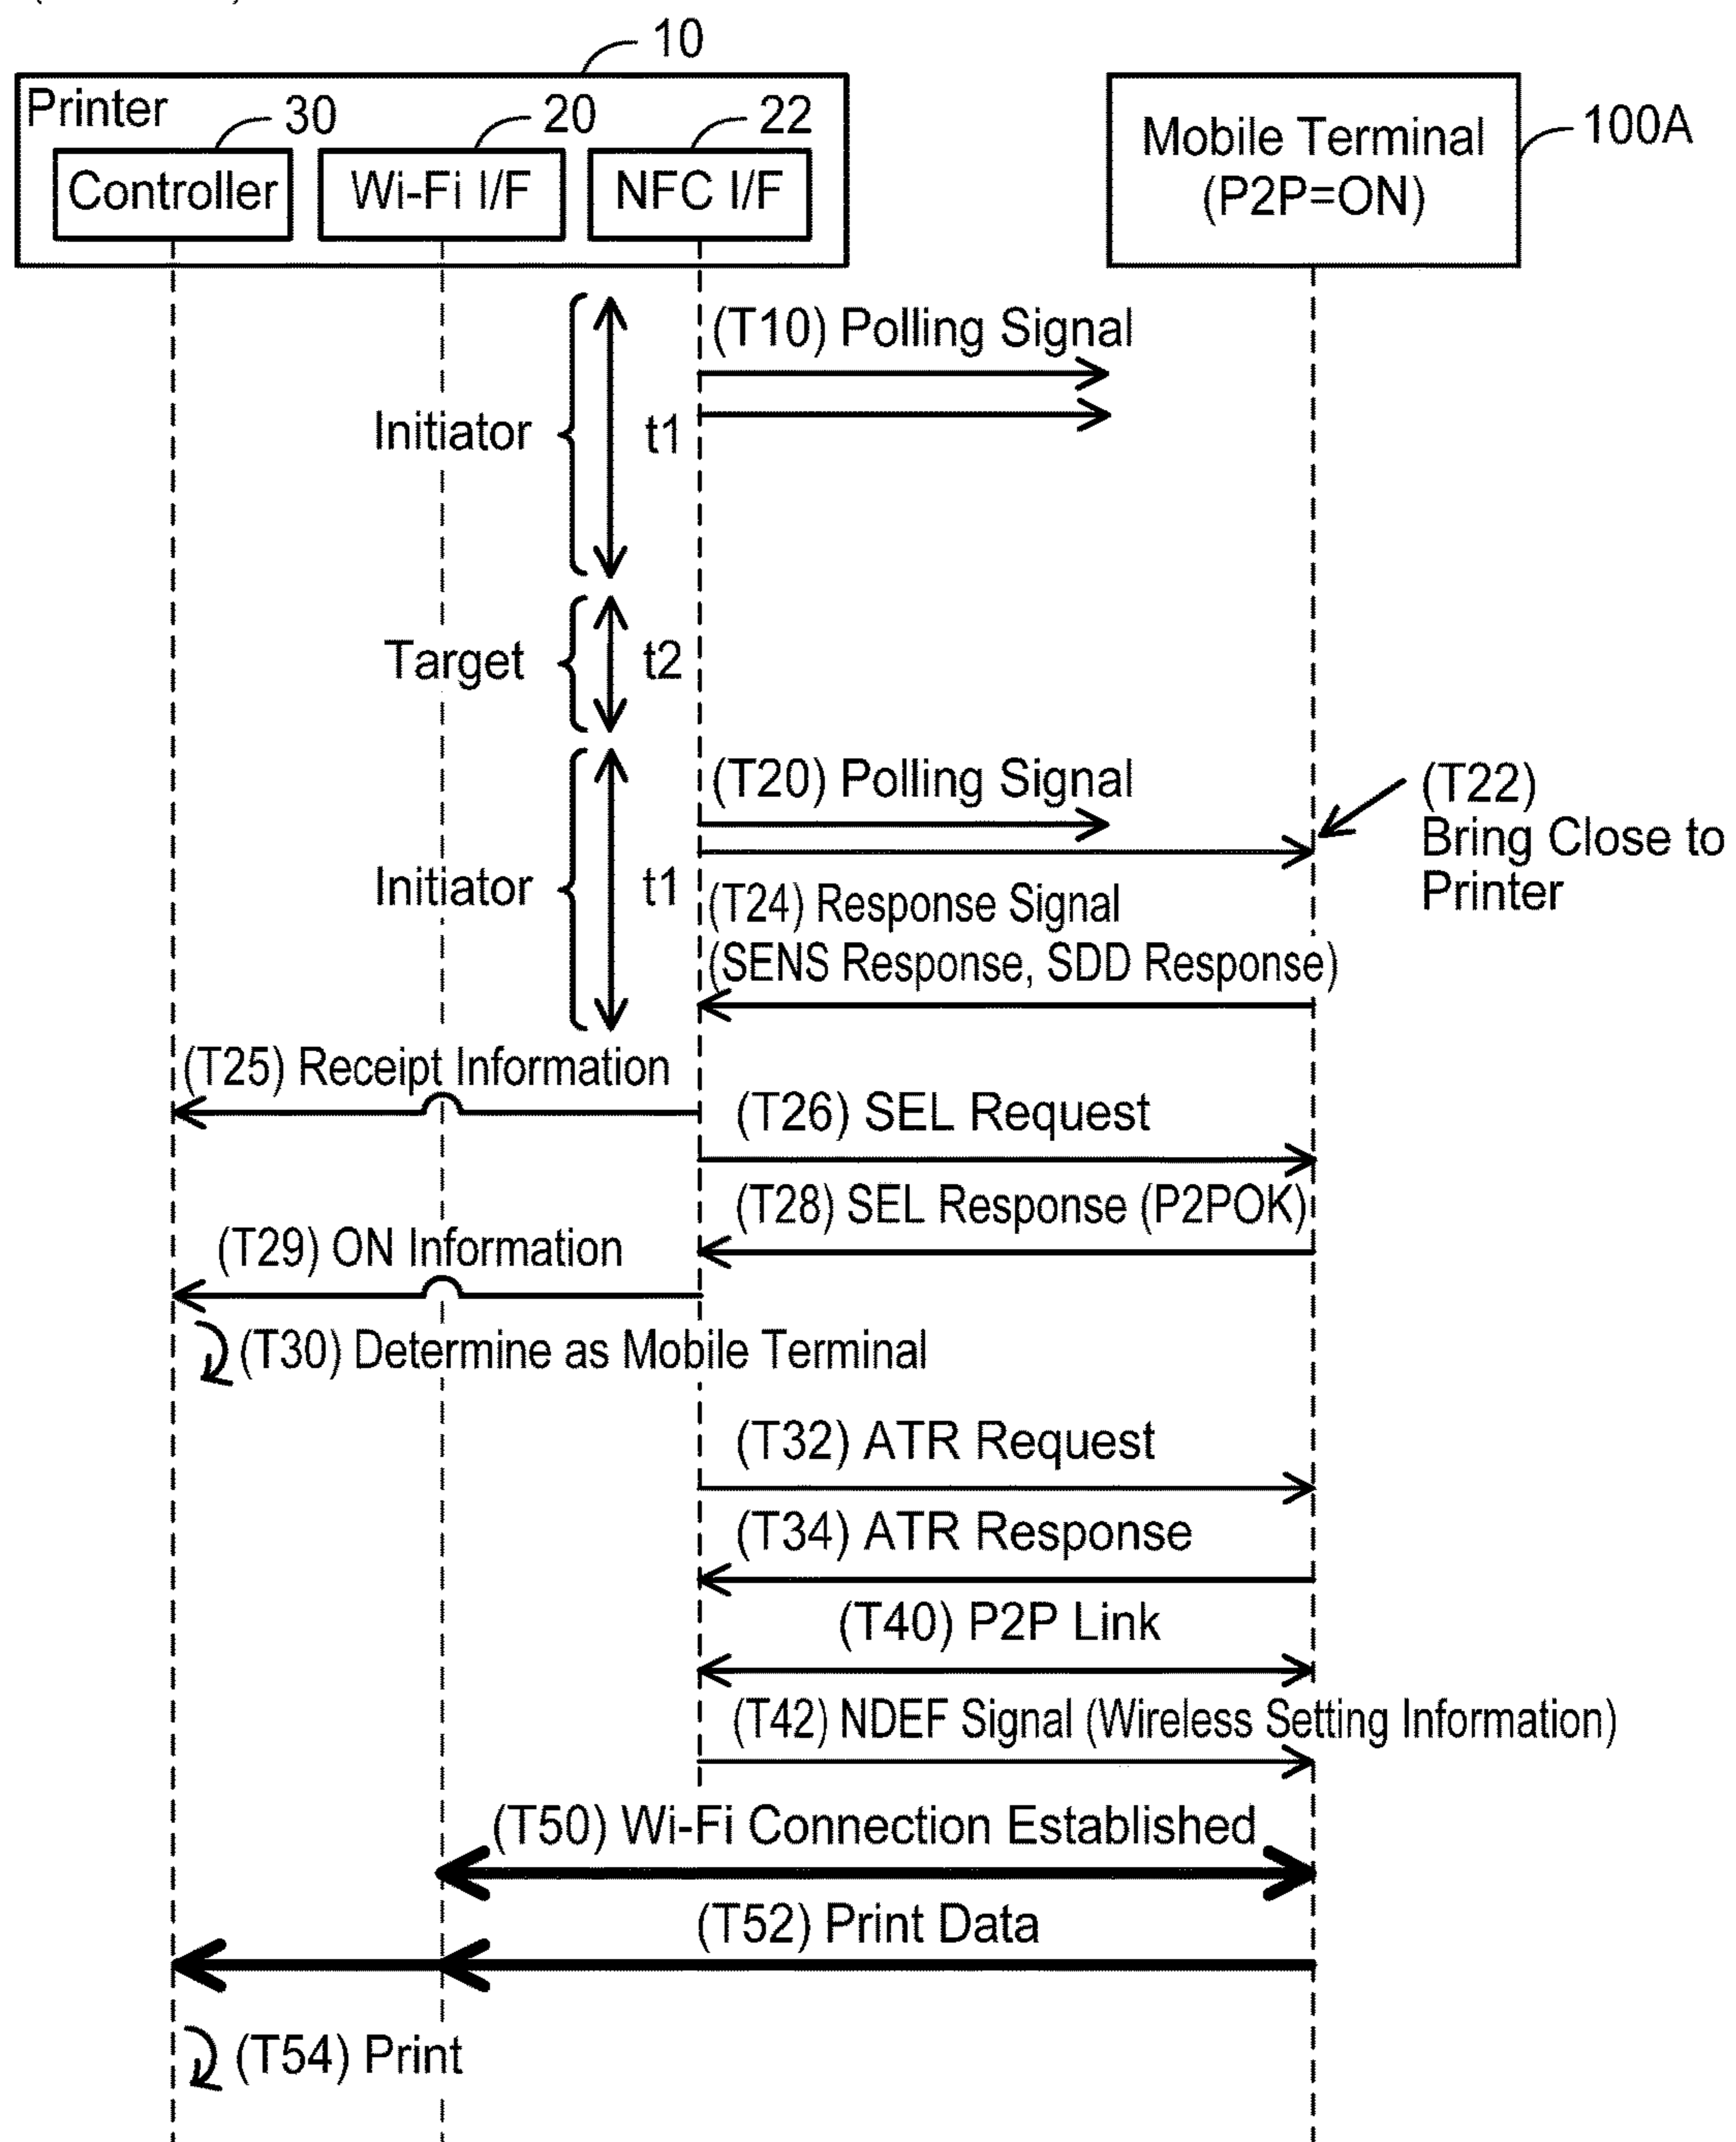 10
Printer
30
20
22
Controller
Wi-Fi I/F
NFC I/F
Mobile Terminal
(P2P=ON)
100A
(T10) Polling Signal
Initiator
t1
Target
t2
(T20) Polling Signal
(T22)
Bring Close to
Printer
Initiator
t1
(T24) Response Signal
(SENS Response, SDD Response)
(T25) Receipt Information
(T26) SEL Request
(T28) SEL Response (P2POK)
(T29) ON Information
(T30) Determine as Mobile Terminal
(T32) ATR Request
(T34) ATR Response
(T40) P2P Link
(T42) NDEF Signal (Wireless Setting Information)
(T50) Wi-Fi Connection Established
(T52) Print Data
(T54) Print